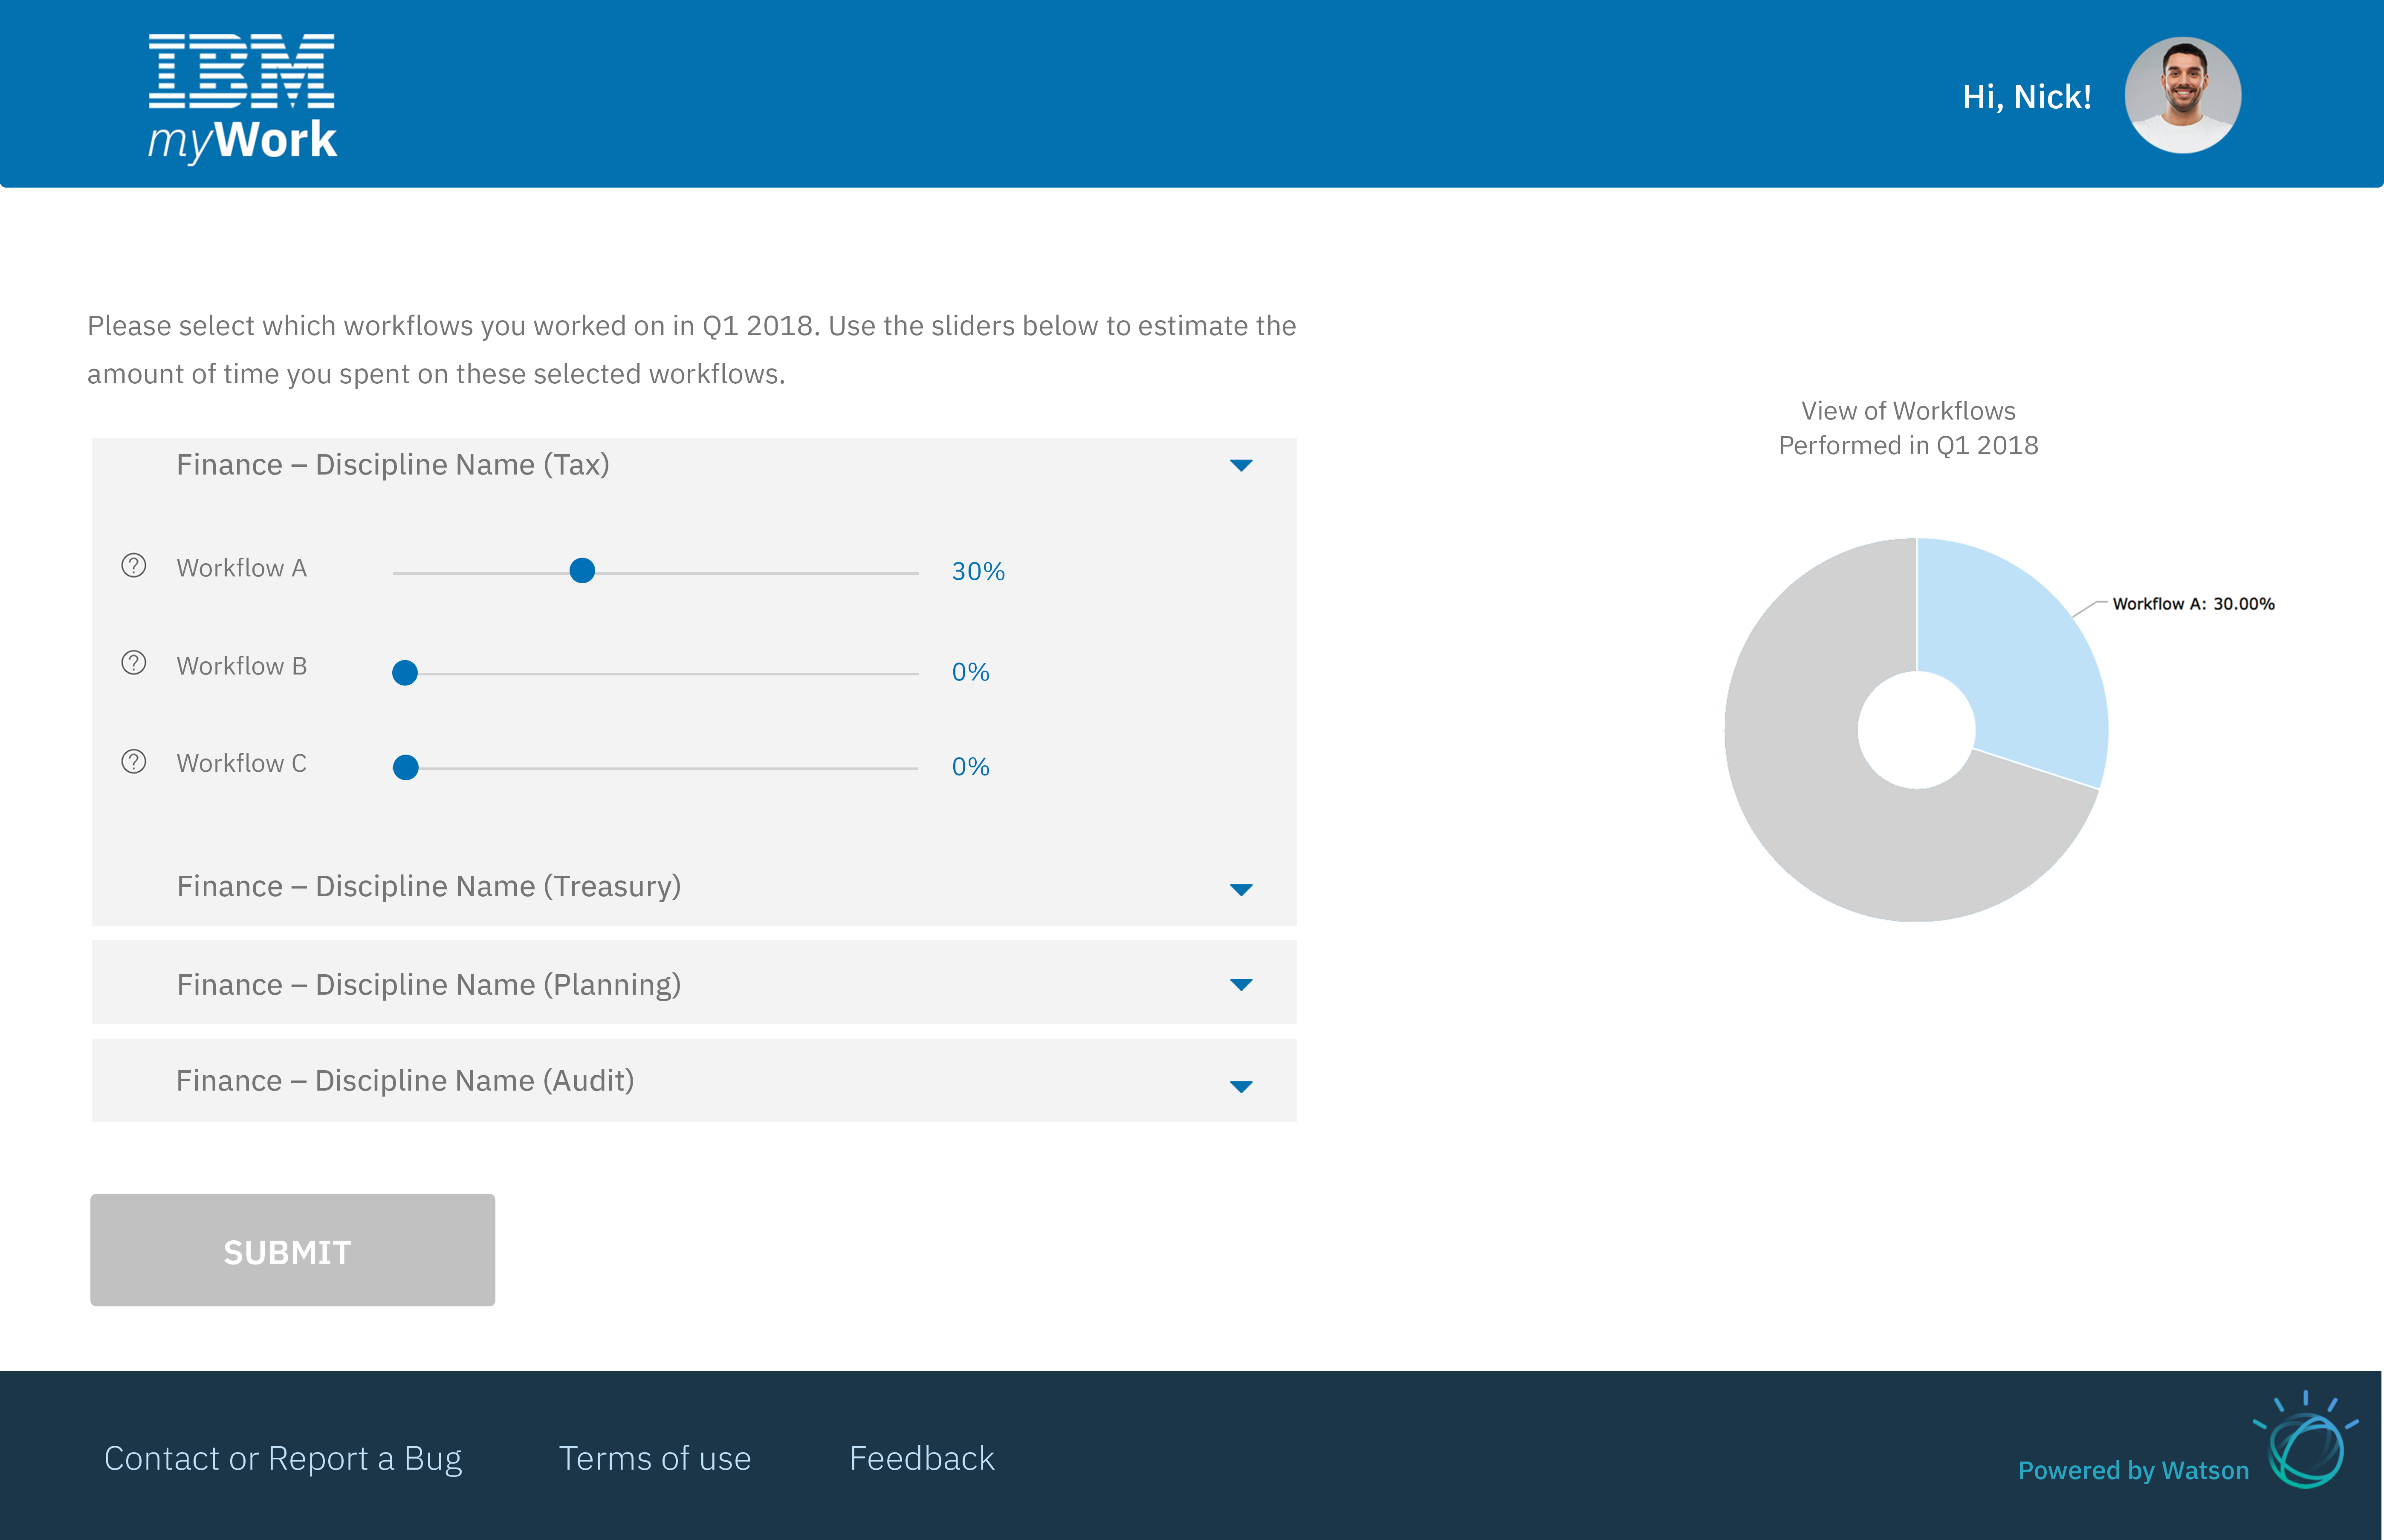 IBM
myWork
Hi, Nick!
Please select which workflows you worked on in Q1 2018. Use the sliders below to estimate the
amount of time you spent on these selected workflows.
View of Workflows
Performed in Q1 2018
Finance – Discipline Name (Tax)
? Workflow A 30%
Workflow A: 30.00%
? Workflow B 0%
? Workflow C 0%
Finance – Discipline Name (Treasury)
Finance – Discipline Name (Planning)
Finance – Discipline Name (Audit)
SUBMIT
Contact or Report a Bug
Terms of use
Feedback
Powered by Watson